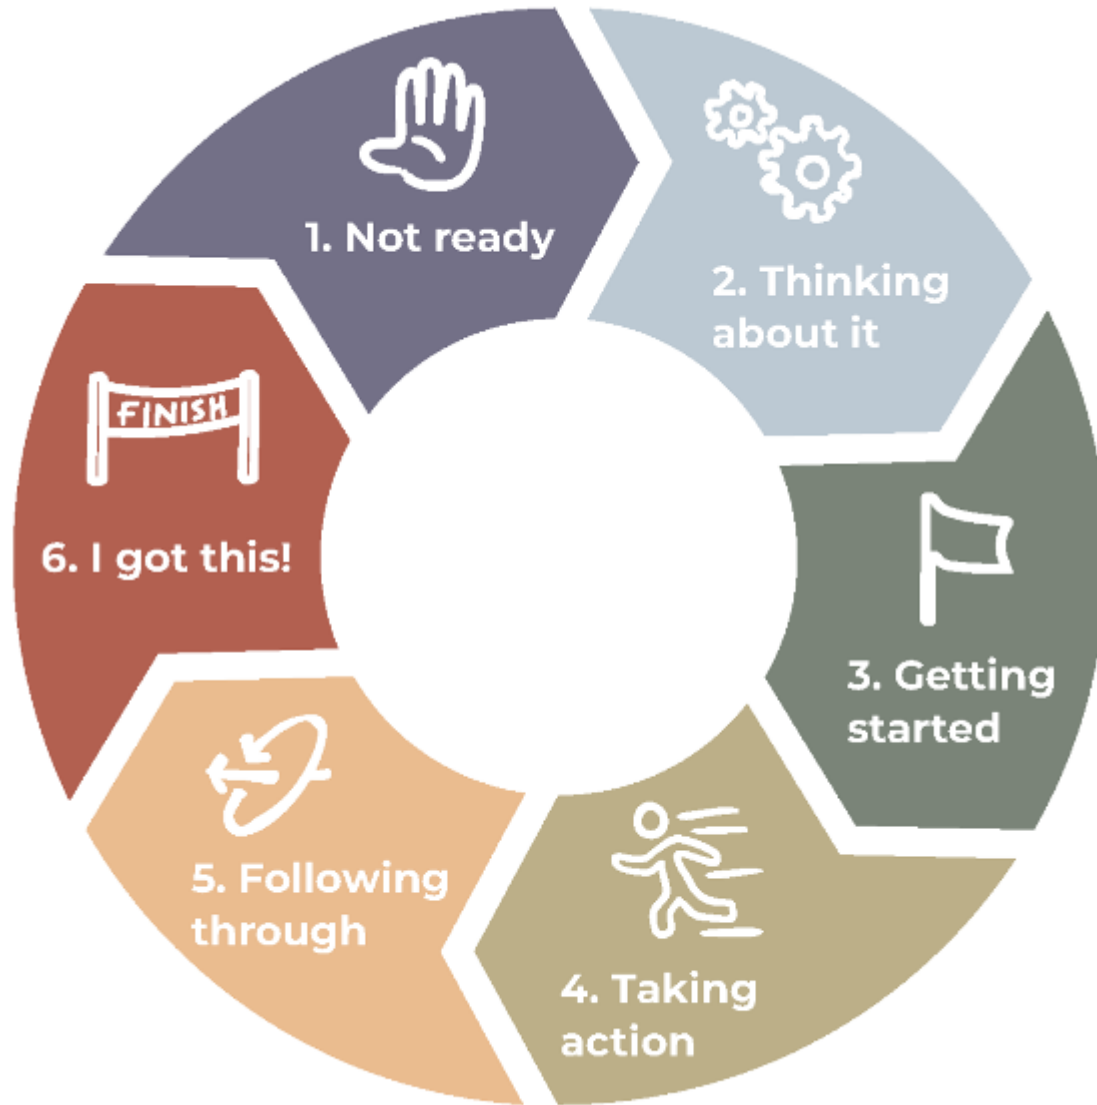 1. Not ready
2. Thinking
about it
3. Getting
started
4. Taking
action
5. Following
through
6. I got this!
FINISH